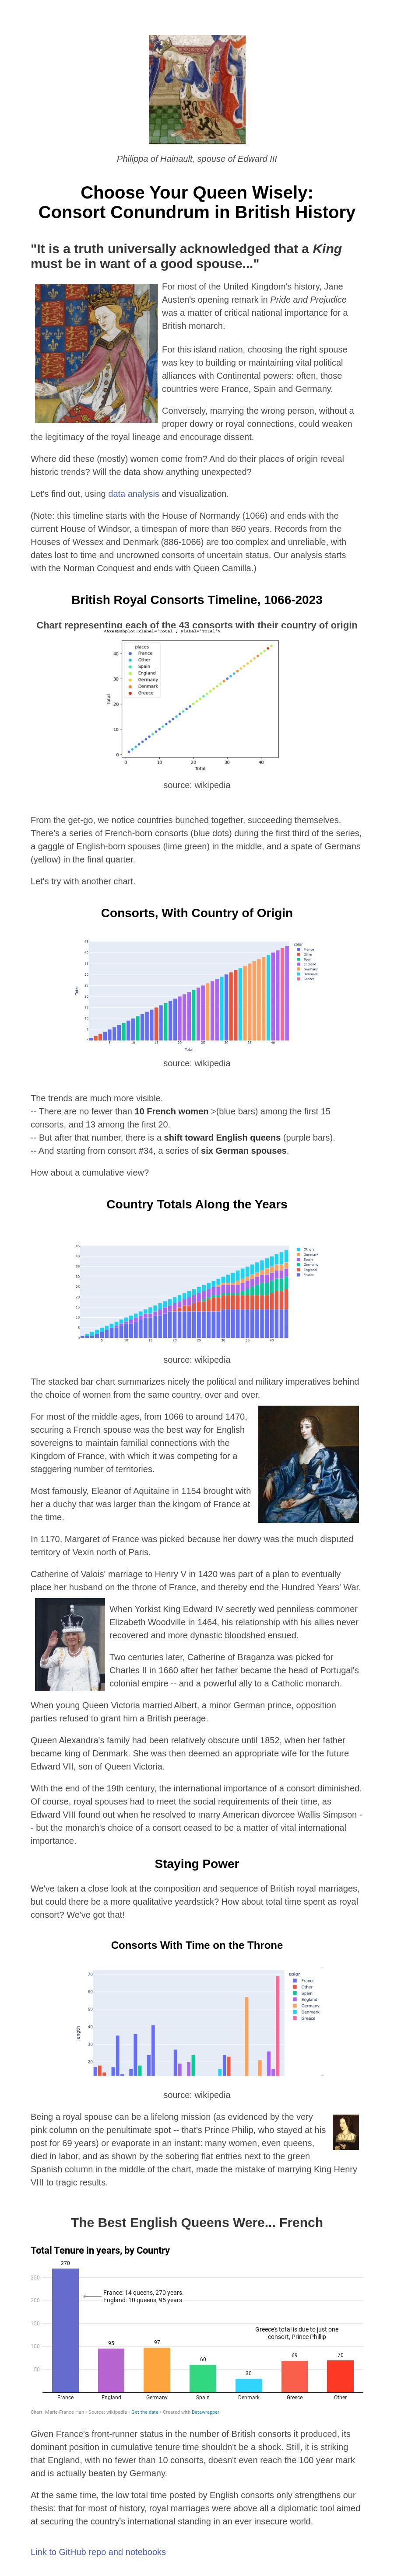 Philippa of Hainault, spouse of Edward III
Choose Your Queen Wisely:
Consort Conundrum in British History
"It is a truth universally acknowledged that a King
must be in want of a good spouse..."
For most of the United Kingdom's history, Jane
Austen's opening remark in Pride and Prejudice
was a matter of critical national importance for a
British monarch.
For this island nation, choosing the right spouse
was key to building or maintaining vital political
alliances with Continental powers: often, those
countries were France, Spain and Germany.
Conversely, marrying the wrong person, without a
proper dowry or royal connections, could weaken
the legitimacy of the royal lineage and encourage dissent.
Where did these (mostly) women come from? And do their places of origin reveal
historic trends? Will the data show anything unexpected?
Let's find out, using data analysis and visualization.
(Note: this timeline starts with the House of Normandy (1066) and ends with the
current House of Windsor, a timespan of more than 860 years. Records from the
Houses of Wessex and Denmark (886-1066) are too complex and unreliable, with
dates lost to time and uncrowned consorts of uncertain status. Our analysis starts
with the Norman Conquest and ends with Queen Camilla.)
British Royal Consorts Timeline, 1066-2023
Chart representing each of the 43 consorts with their country of origin
<AxesSubplot:xlabel='Total', ylabel='Total'>
places
France
Other
Spain
England
Germany
Denmark
Greece
40
30
20
10
0
Total
0 10 20 30 40
Total
source: wikipedia
From the get-go, we notice countries bunched together, succeeding themselves.
There's a series of French-born consorts (blue dots) during the first third of the series,
a gaggle of English-born spouses (lime green) in the middle, and a spate of Germans
(yellow) in the final quarter.
Let's try with another chart.
Consorts, With Country of Origin
color
France
Other
Spain
England
Germany
Denmark
Greece
45
40
35
30
25
20
15
10
5
0
Total
5 10 15 20 25 30 35 40
Total
source: wikipedia
The trends are much more visible.
-- There are no fewer than 10 French women >(blue bars) among the first 15
consorts, and 13 among the first 20.
-- But after that number, there is a shift toward English queens (purple bars).
-- And starting from consort #34, a series of six German spouses.
How about a cumulative view?
Country Totals Along the Years
Others
Denmark
Spain
Germany
England
France
45
40
35
30
25
20
15
10
5
0
5 10 15 20 25 30 35 40
source: wikipedia
The stacked bar chart summarizes nicely the political and military imperatives behind
the choice of women from the same country, over and over.
For most of the middle ages, from 1066 to around 1470,
securing a French spouse was the best way for English
sovereigns to maintain familial connections with the
Kingdom of France, with which it was competing for a
staggering number of territories.
Most famously, Eleanor of Aquitaine in 1154 brought with
her a duchy that was larger than the kingom of France at
the time.
In 1170, Margaret of France was picked because her dowry was the much disputed
territory of Vexin north of Paris.
Catherine of Valois' marriage to Henry V in 1420 was part of a plan to eventually
place her husband on the throne of France, and thereby end the Hundred Years' War.
When Yorkist King Edward IV secretly wed penniless commoner
Elizabeth Woodville in 1464, his relationship with his allies never
recovered and more dynastic bloodshed ensued.
Two centuries later, Catherine of Braganza was picked for
Charles II in 1660 after her father became the head of Portugal's
colonial empire -- and a powerful ally to a Catholic monarch.
When young Queen Victoria married Albert, a minor German prince, opposition
parties refused to grant him a British peerage.
Queen Alexandra's family had been relatively obscure until 1852, when her father
became king of Denmark. She was then deemed an appropriate wife for the future
Edward VII, son of Queen Victoria.
With the end of the 19th century, the international importance of a consort diminished.
Of course, royal spouses had to meet the social requirements of their time, as
Edward VIII found out when he resolved to marry American divorcee Wallis Simpson -
- but the monarch's choice of a consort ceased to be a matter of vital international
importance.
Staying Power
We've taken a close look at the composition and sequence of British royal marriages,
but could there be a more qualitative yeardstick? How about total time spent as royal
consort? We've got that!
Consorts With Time on the Throne
color
France
Other
Spain
England
Germany
Denmark
Greece
70
60
50
40
30
20
length
source: wikipedia
Being a royal spouse can be a lifelong mission (as evidenced by the very
pink column on the penultimate spot -- that's Prince Philip, who stayed at his
post for 69 years) or evaporate in an instant: many women, even queens,
died in labor, and as shown by the sobering flat entries next to the green
Spanish column in the middle of the chart, made the mistake of marrying King Henry
VIII to tragic results.
The Best English Queens Were... French
Total Tenure in years, by Country
270
France: 14 queens, 270 years.
England: 10 queens, 95 years
Greece's total is due to just one
consort, Prince Phillip
250
200
150
100
50
95
97
60
30
69
70
France England Germany Spain Denmark Greece Other
Chart: Marie-France Han • Source: wikipedia • Get the data • Created with Datawrapper
Given France's front-runner status in the number of British consorts it produced, its
dominant position in cumulative tenure time shouldn't be a shock. Still, it is striking
that England, with no fewer than 10 consorts, doesn't even reach the 100 year mark
and is actually beaten by Germany.
At the same time, the low total time posted by English consorts only strengthens our
thesis: that for most of history, royal marriages were above all a diplomatic tool aimed
at securing the country's international standing in an ever insecure world.
Link to GitHub repo and notebooks